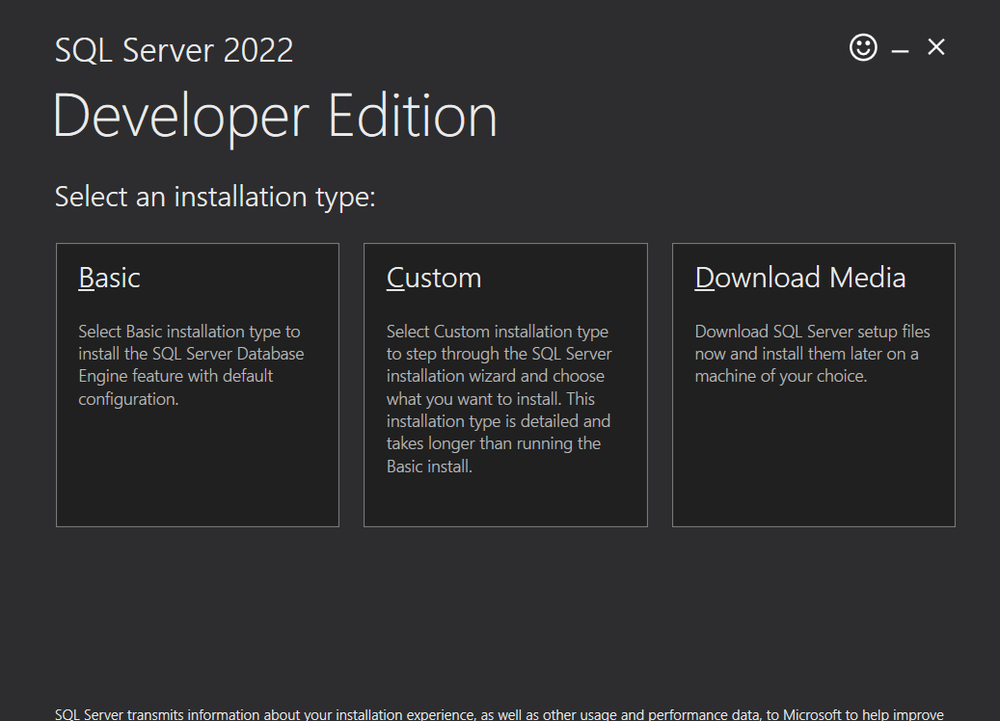 SQL Server 2022
Developer Edition
Select an installation type:
Basic
Select Basic installation type to
install the SQL Server Database
Engine feature with default
configuration.
Custom
Select Custom installation type
to step through the SQL Server
installation wizard and choose
what you want to install. This
installation type is detailed and
takes longer than running the
Basic install.
Download Media
Download SQL Server setup files
now and install them later on a
machine of your choice.
SQL Server transmits information about your installation experience, as well as other usage and performance data, to Microsoft to help improve